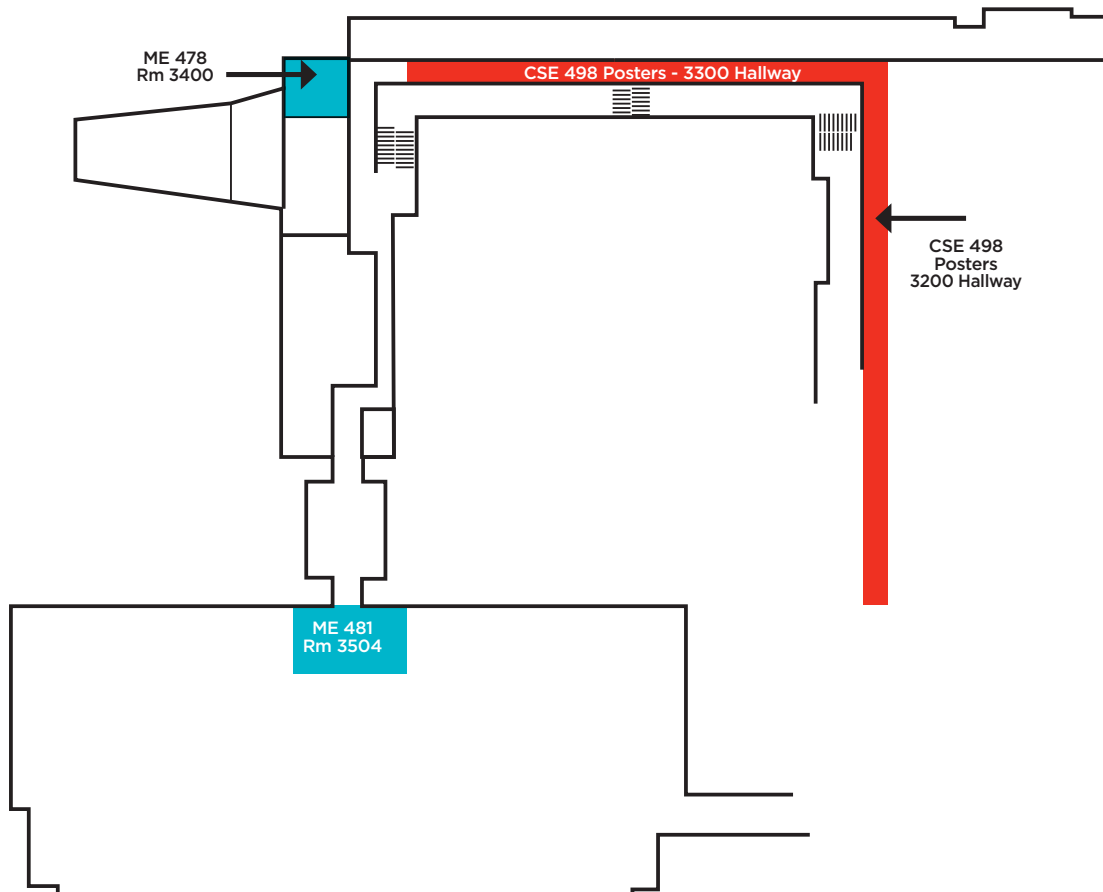 ME 478
Rm 3400
CSE 498 Posters - 3300 Hallway
CSE 498
Posters
3200 Hallway
ME 481
Rm 3504